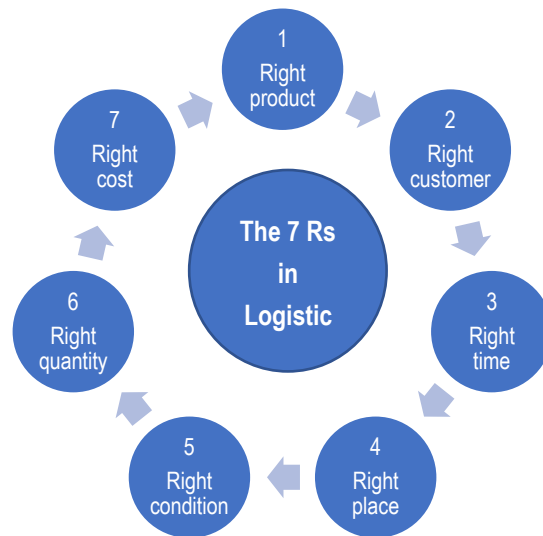 1
Right
product
2
Right
customer
3
Right
time
4
Right
place
5
Right
condition
6
Right
quantity
7
Right
cost
The 7 Rs
in
Logistic